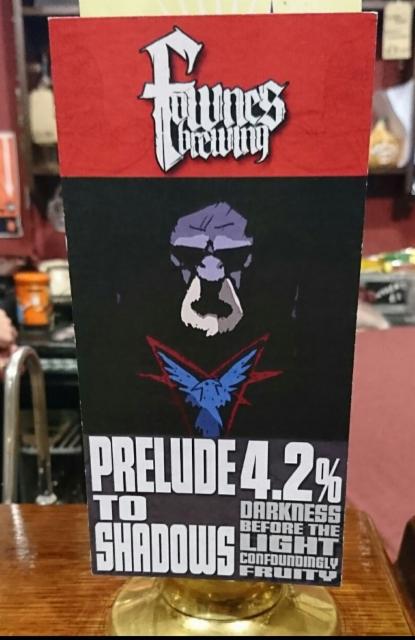 Fownes
brewing
PRELUDE
TO
SHADOWS
4.2%
DARKNESS
BEFORE THE
LIGHT
CONFOUNDINGLY
FRUITY